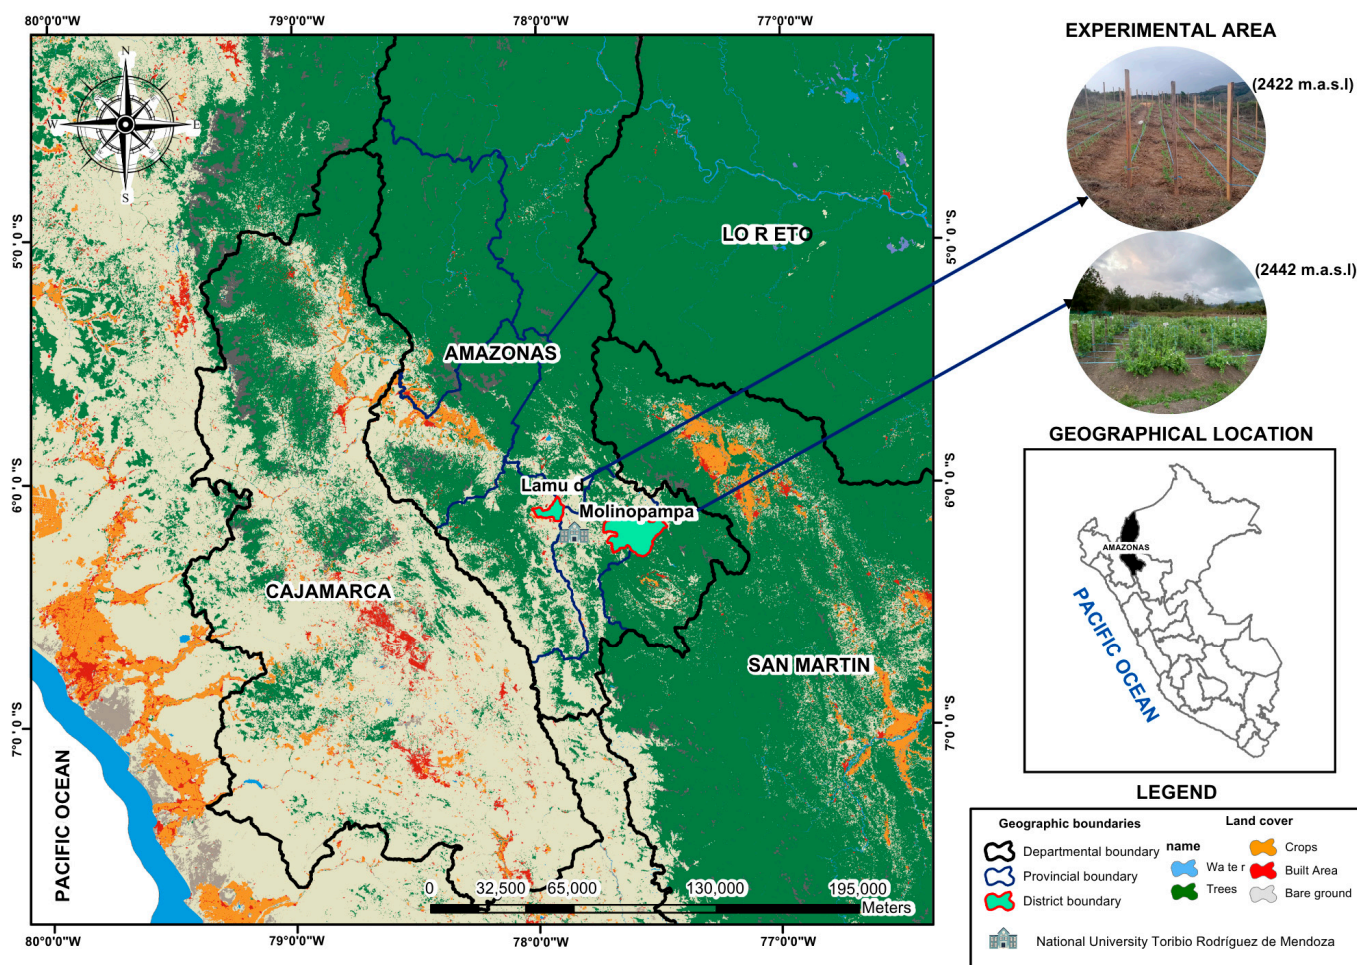 80°0'0"W 79°0'0"W 78°0'0"W 77°0'0"W
EXPERIMENTAL AREA
(2422 m.a.s.l)
(2442 m.a.s.l)
N
W E
S
5°0'0"S
5°0'0"S
6°0'0"S
6°0'0"S
7°0'0"S
7°0'0"S
LO R ETO
AMAZONAS
Lamu d
Molinopampa
CAJAMARCA
SAN MARTIN
PACIFIC OCEAN
0 32,500 65,000 130,000 195,000
Meters
80°0'0"W 79°0'0"W 78°0'0"W 77°0'0"W
GEOGRAPHICAL LOCATION
AMAZONAS
PACIFIC OCEAN
LEGEND
Geographic boundaries
Departmental boundary
Provincial boundary
District boundary
Land cover
name
Wa te r
Trees
Crops
Built Area
Bare ground
National University Toribio Rodríguez de Mendoza